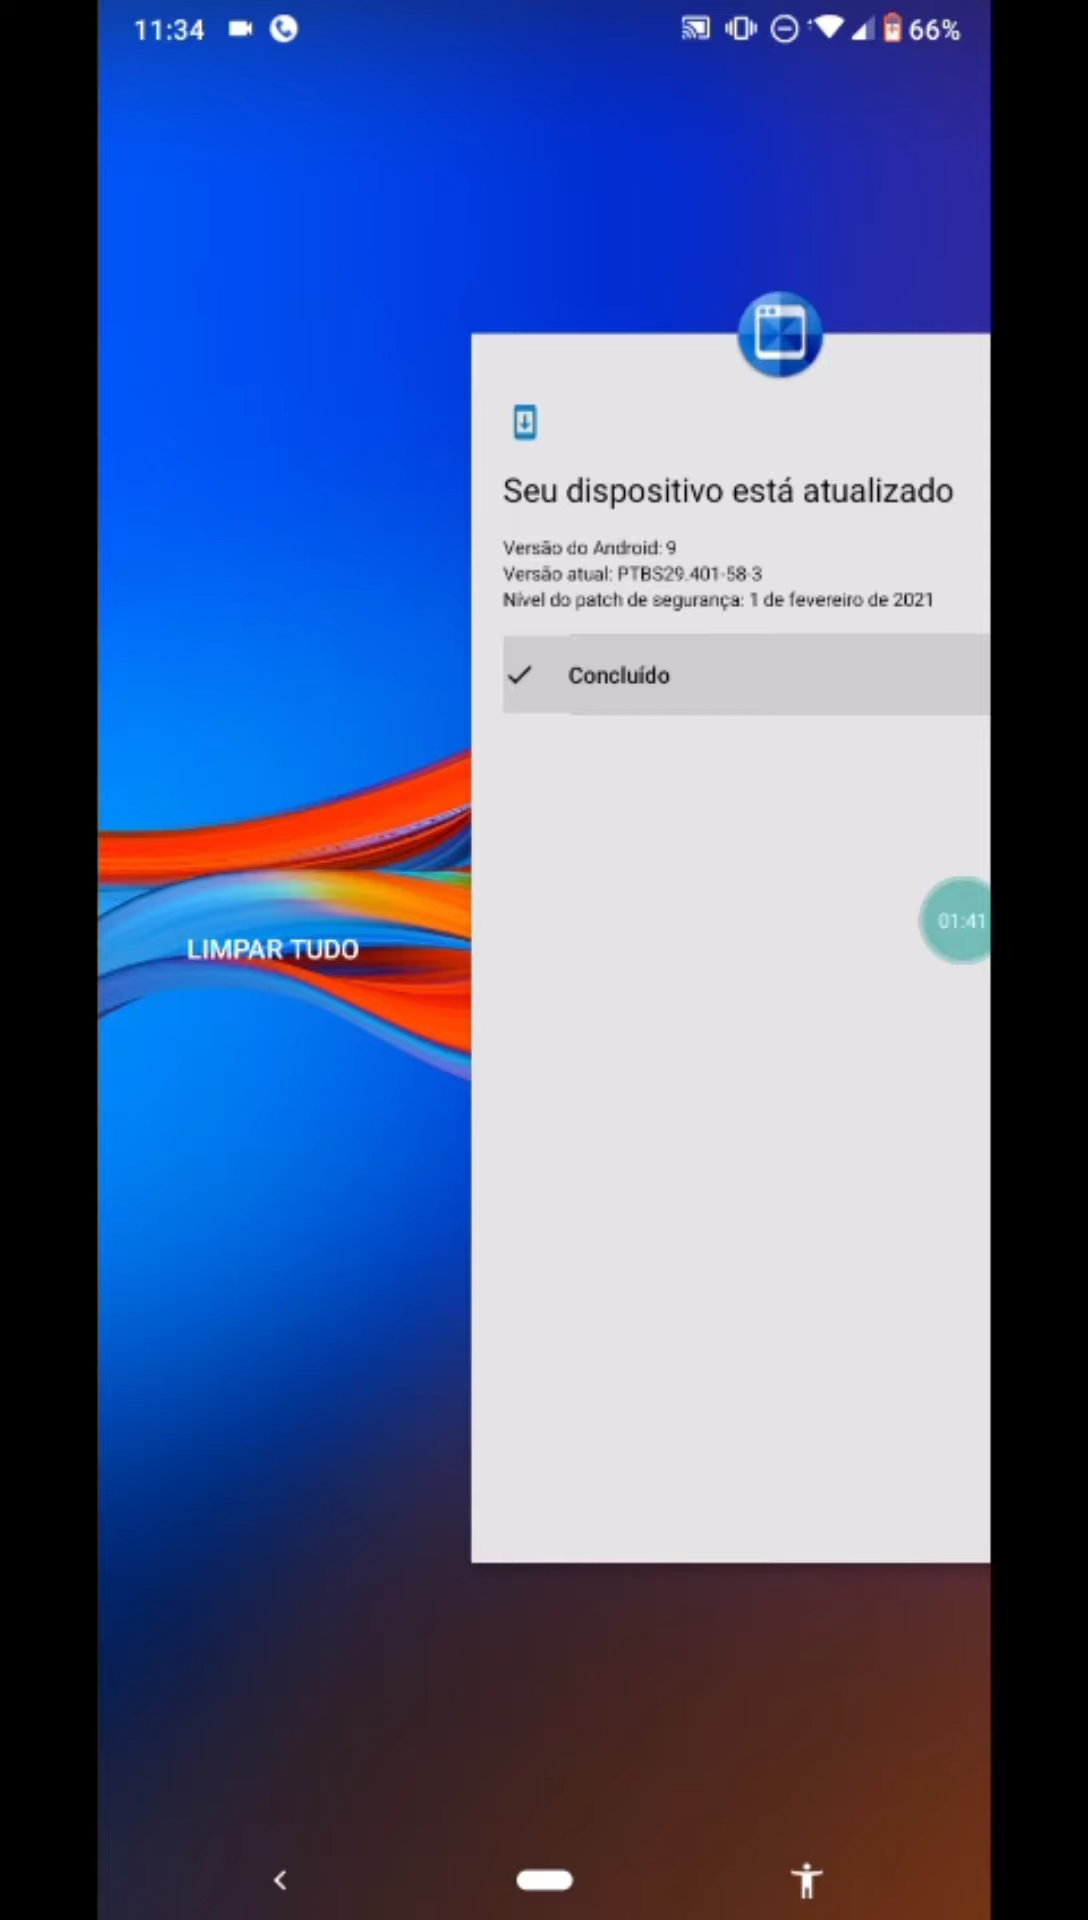 11:34
66%
Seu dispositivo está atualizado
Versão do Android: 9
Versão atual: PTBS29.401-58-3
Nível do patch de segurança: 1 de fevereiro de 2021
Concluído
01:41
LIMPAR TUDO